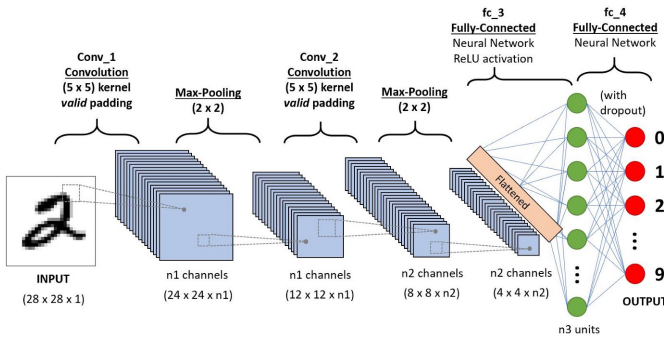 Conv_1
Convolution
(5 x 5) kernel
valid padding
Max-Pooling
(2 x 2)
Conv_2
Convolution
(5 x 5) kernel
valid padding
Max-Pooling
(2 x 2)
fc_3
Fully-Connected
Neural Network
ReLU activation
fc_4
Fully-Connected
Neural Network
(with
dropout)
Flattened
2
0
1
2
9
INPUT
(28 x 28 x 1)
n1 channels
(24 x 24 x n1)
n1 channels
(12 x 12 x n1)
n2 channels
(8 x 8 x n2)
n2 channels
(4 x 4 x n2)
n3 units
OUTPUT